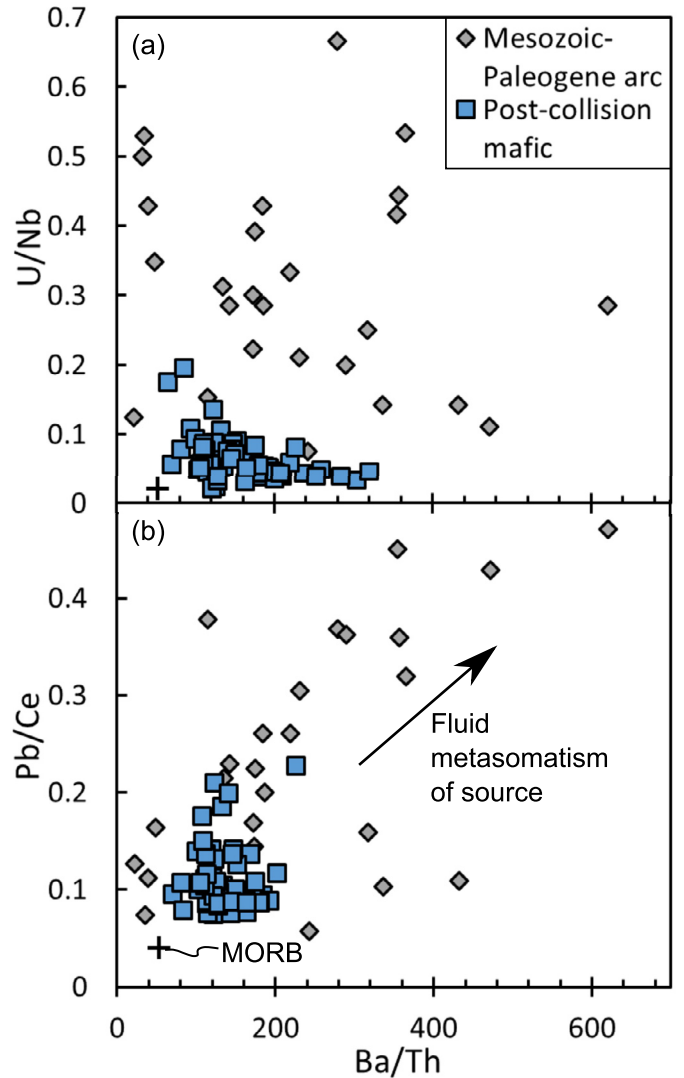 0.7
(a)
Mesozoic-
Paleogene arc
Post-collision
mafic
0.6
0.5
0.4
U/Nb
0.3
0.2
0.1
0
(b)
0.4
0.3
Pb/Ce
Fluid
metasomatism
of source
0.2
0.1
MORB
0
0
200
400
600
Ba/Th